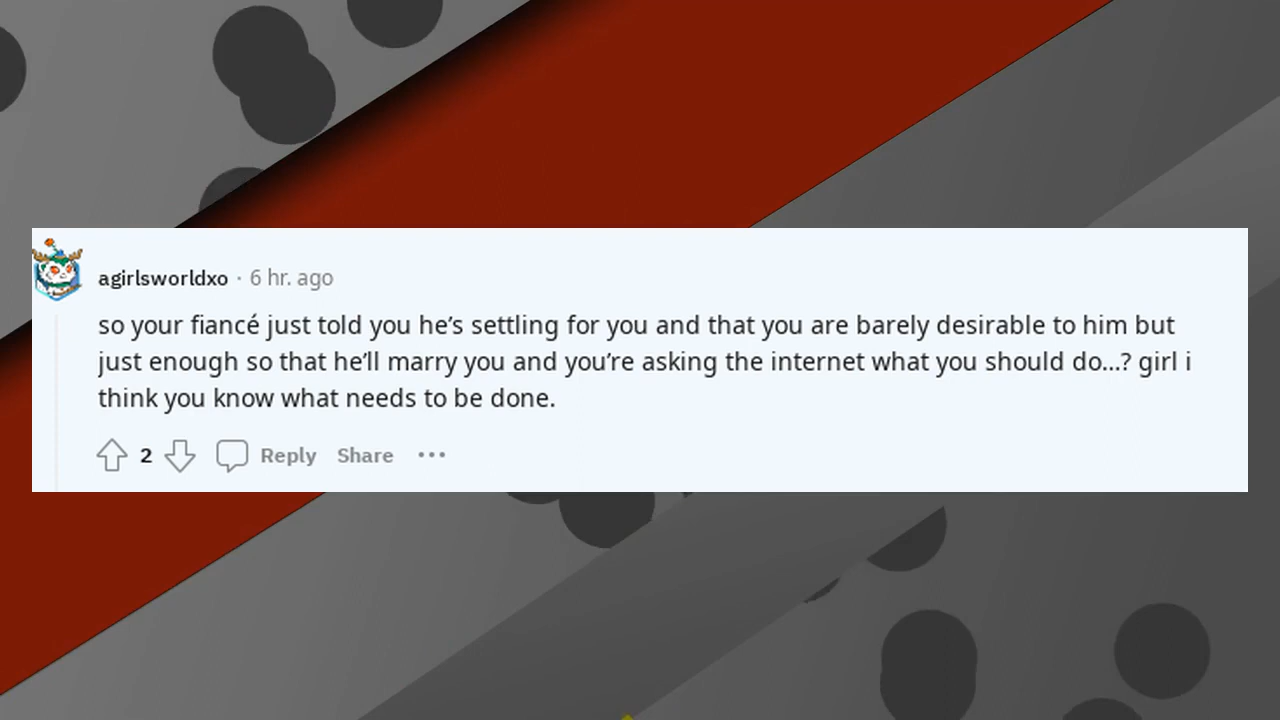 agirlsworldxo · 6 hr. ago
so your fiancé just told you he’s settling for you and that you are barely desirable to him but
just enough so that he’ll marry you and you’re asking the internet what you should do...? girl i
think you know what needs to be done.
2 Reply Share •••